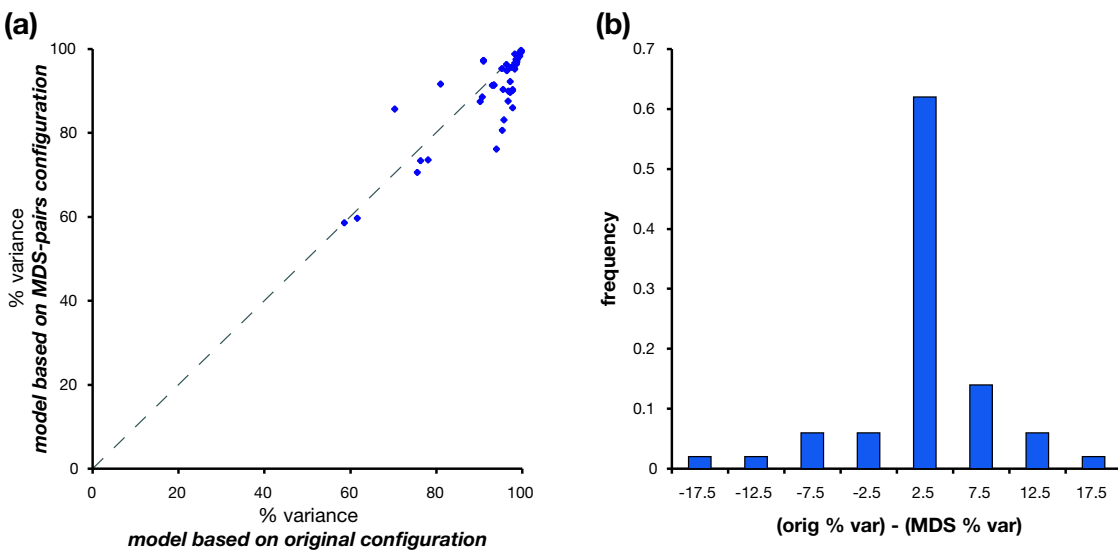 (a)
% variance
model based on MDS-pairs configuration
100
80
60
40
20
0
0 20 40 60 80 100
% variance
model based on original configuration
(b)
frequency
0.7
0.6
0.5
0.4
0.3
0.2
0.1
0
-17.5 -12.5 -7.5 -2.5 2.5 7.5 12.5 17.5
(orig % var) - (MDS % var)